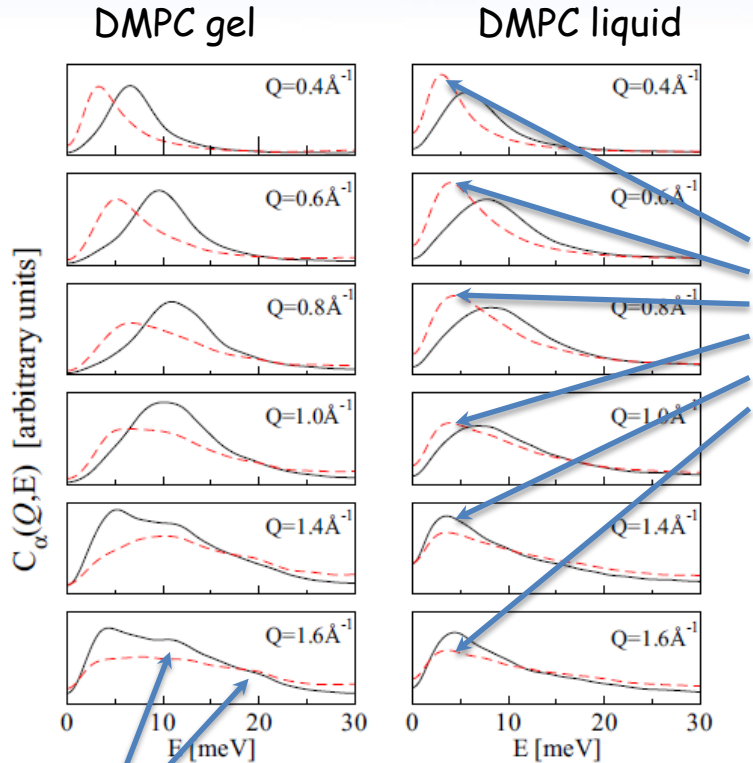 DMPC gel
DMPC liquid
Q=0.4Å⁻¹
Q=0.4Å⁻¹
Q=0.6Å⁻¹
Q=0.6Å⁻¹
Q=0.8Å⁻¹
Q=0.8Å⁻¹
Q=1.0Å⁻¹
Q=1.0Å⁻¹
Q=1.4Å⁻¹
Q=1.4Å⁻¹
Q=1.6Å⁻¹
Q=1.6Å⁻¹
Cα(Q,E) [arbitrary units]
0 10 20 30
0 10 20 30
E [meV]
E [meV]